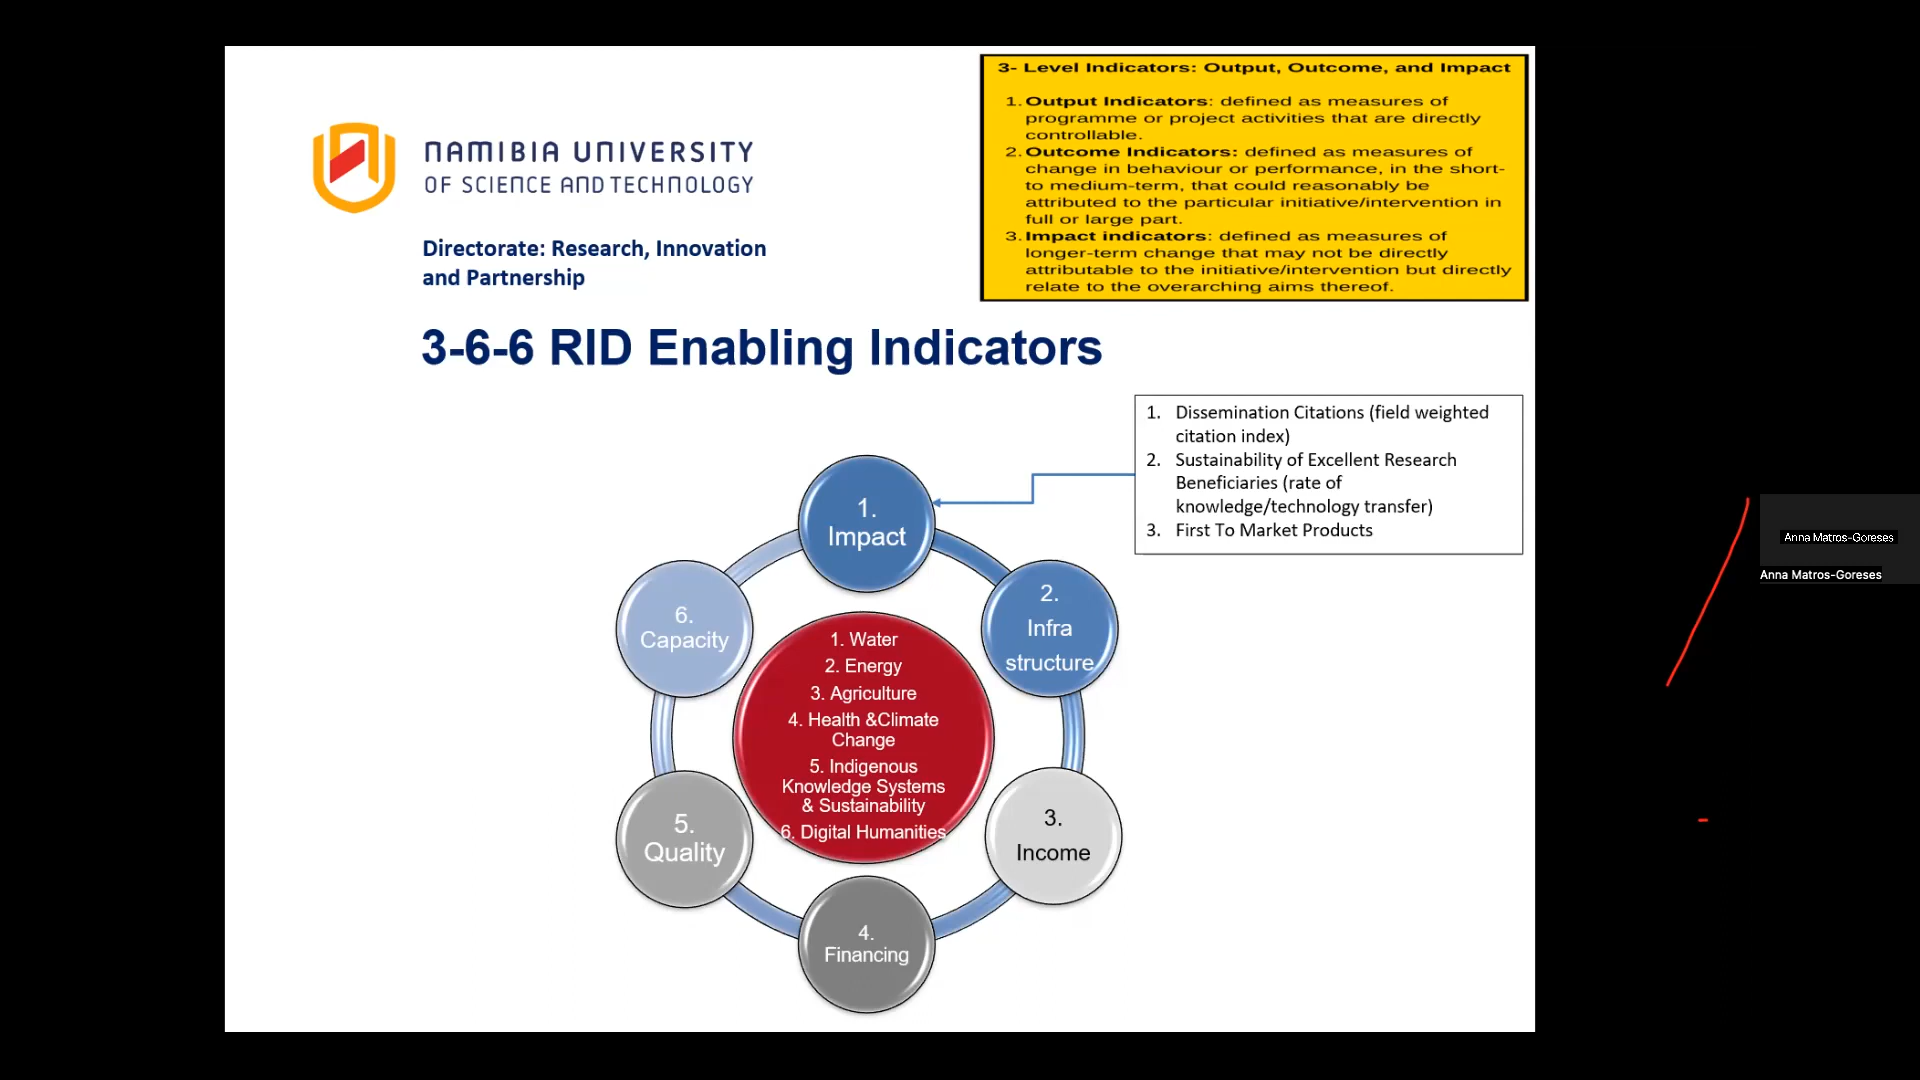 NAMIBIA UNIVERSITY
OF SCIENCE AND TECHNOLOGY
Directorate: Research, Innovation
and Partnership
3- Level Indicators: Output, Outcome, and Impact
1. Output Indicators: defined as measures of
programme or project activities that are directly
controllable.
2. Outcome Indicators: defined as measures of
change in behaviour or performance, in the short-
to medium-term, that could reasonably be
attributed to the particular initiative/intervention in
full or large part.
3. Impact indicators: defined as measures of
longer-term change that may not be directly
attributable to the initiative/intervention but directly
relate to the overarching aims thereof.
3-6-6 RID Enabling Indicators
1. Dissemination Citations (field weighted
citation index)
2. Sustainability of Excellent Research
Beneficiaries (rate of
knowledge/technology transfer)
3. First To Market Products
1.
Impact
2.
Infra
structure
3.
Income
4.
Financing
5.
Quality
6.
Capacity
1. Water
2. Energy
3. Agriculture
4. Health &Climate
Change
5. Indigenous
Knowledge Systems
& Sustainability
6. Digital Humanities
Anna Matros-Goreses
Anna Matros-Goreses